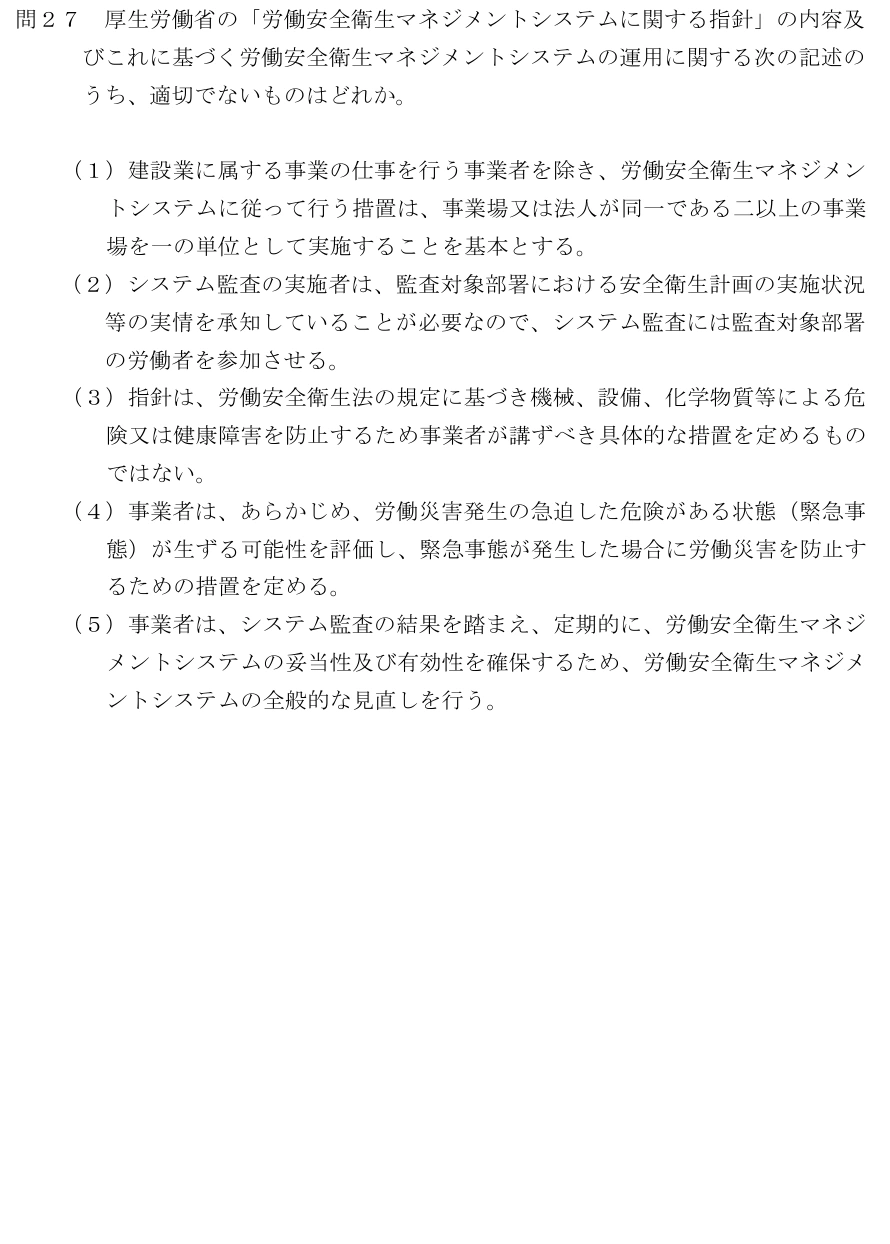 問２７　厚生労働省の「労働安全衛生マネジメントシステムに関する指針」の内容及
びこれに基づく労働安全衛生マネジメントシステムの運用に関する次の記述の
うち、適切でないものはどれか。
（１）建設業に属する事業の仕事を行う事業者を除き、労働安全衛生マネジメン
トシステムに従って行う措置は、事業場又は法人が同一である二以上の事業
場を一の単位として実施することを基本とする。
（２）システム監査の実施者は、監査対象部署における安全衛生計画の実施状況
等の実情を承知していることが必要なので、システム監査には監査対象部署
の労働者を参加させる。
（３）指針は、労働安全衛生法の規定に基づき機械、設備、化学物質等による危
険又は健康障害を防止するため事業者が講ずべき具体的な措置を定めるもの
ではない。
（４）事業者は、あらかじめ、労働災害発生の急迫した危険がある状態（緊急事
態）が生ずる可能性を評価し、緊急事態が発生した場合に労働災害を防止す
るための措置を定める。
（５）事業者は、システム監査の結果を踏まえ、定期的に、労働安全衛生マネジ
メントシステムの妥当性及び有効性を確保するため、労働安全衛生マネジメ
ントシステムの全般的な見直しを行う。